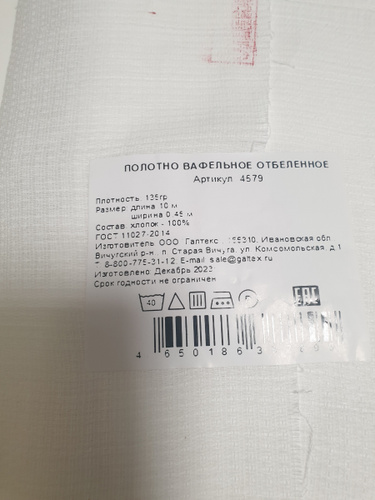 ПОЛОТНО ВАФЕЛЬНОЕ ОТБЕЛЕННОЕ
Артикул 4579
Плотность: 135гр
Размер: длина 10 м
ширина 0.45 м
Состав: хлопок - 100%
ГОСТ 11027-2014
Изготовитель ООО Галтекс, 155310, Ивановская обл
Вичугский р-н, п. Старая Вичуга, ул. Комсомольская, д.1
Т. 8-800-775-31-12, E-mail: sale@galtex.ru
Изготовлено: Декабрь 2023
Срок годности не ограничен
40
EAC
4 650186 3